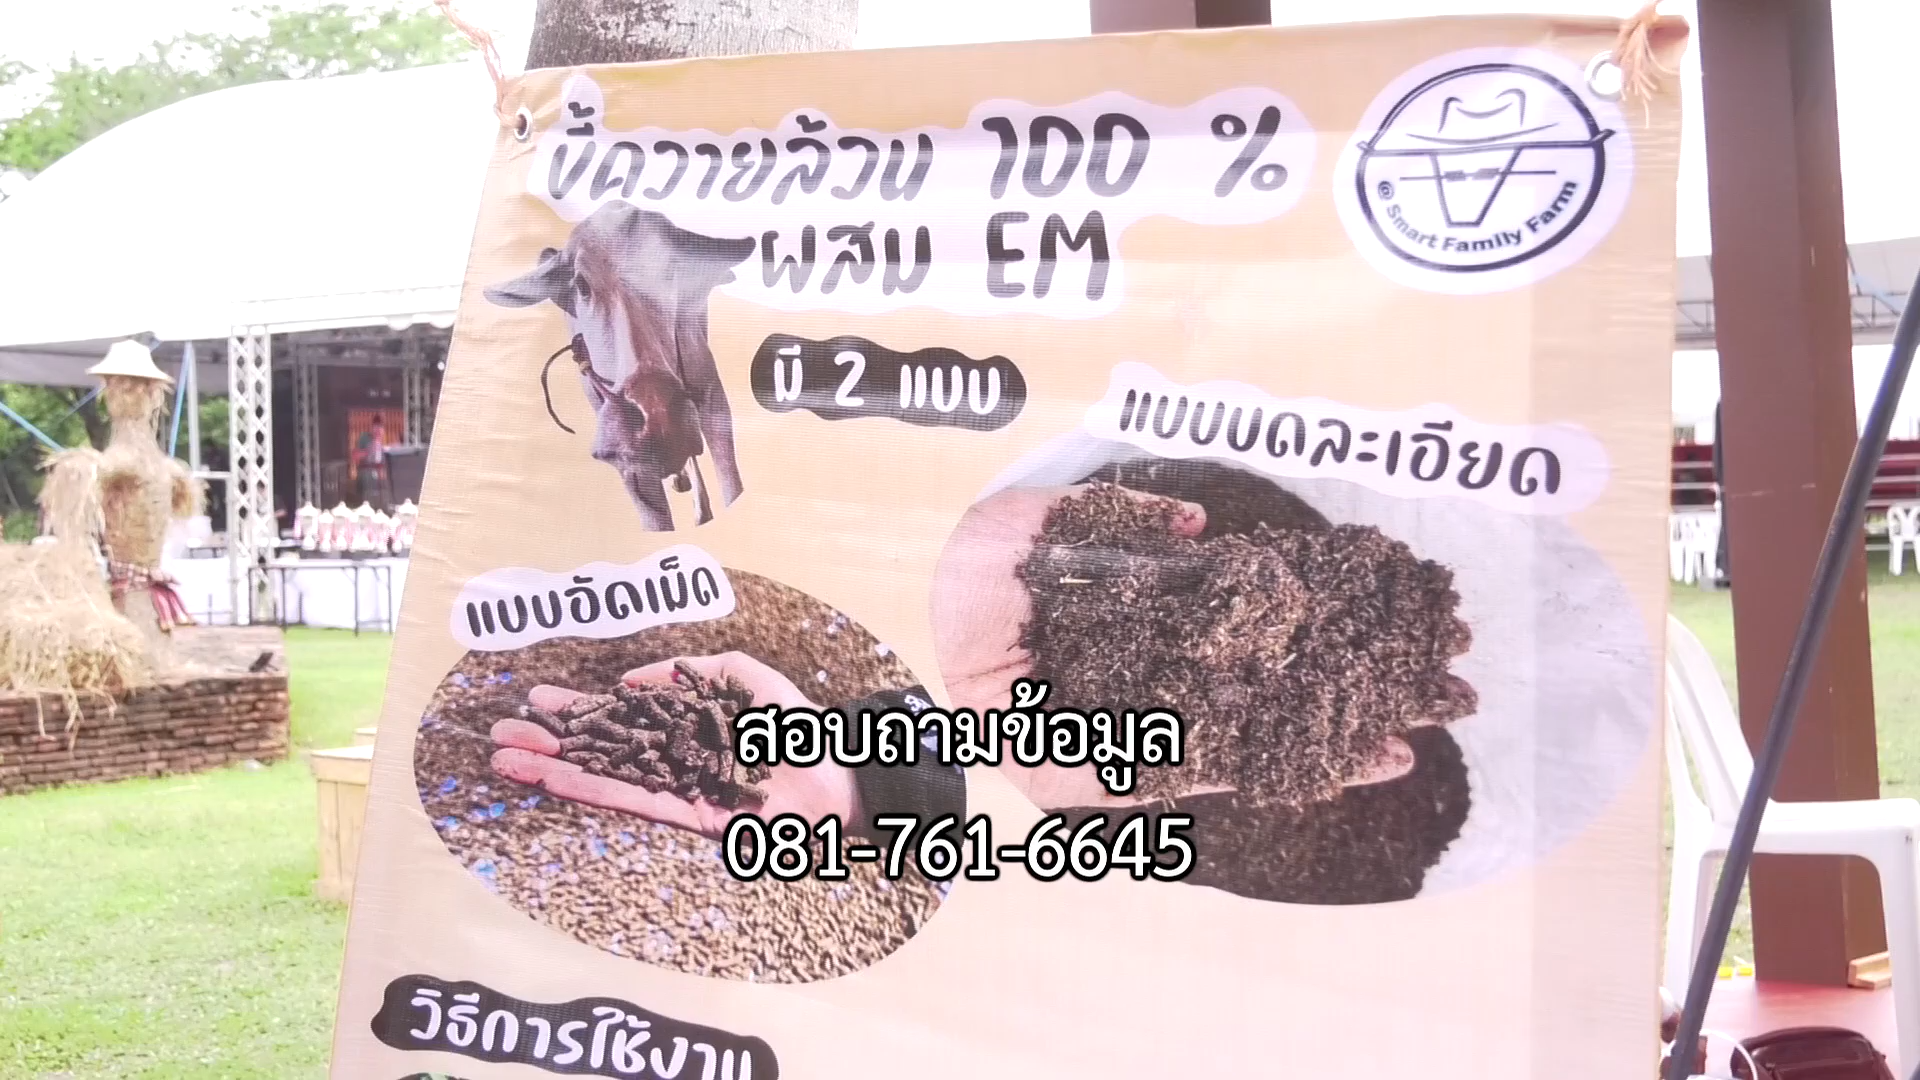 ขี้ควายล้วน 100 %
ผสม EM
@ Smart Family Farm
มี 2 แบบ
แบบบดละเอียด
แบบอัดเม็ด
สอบถามข้อมูล
081-761-6645
วิธีการใช้งาน